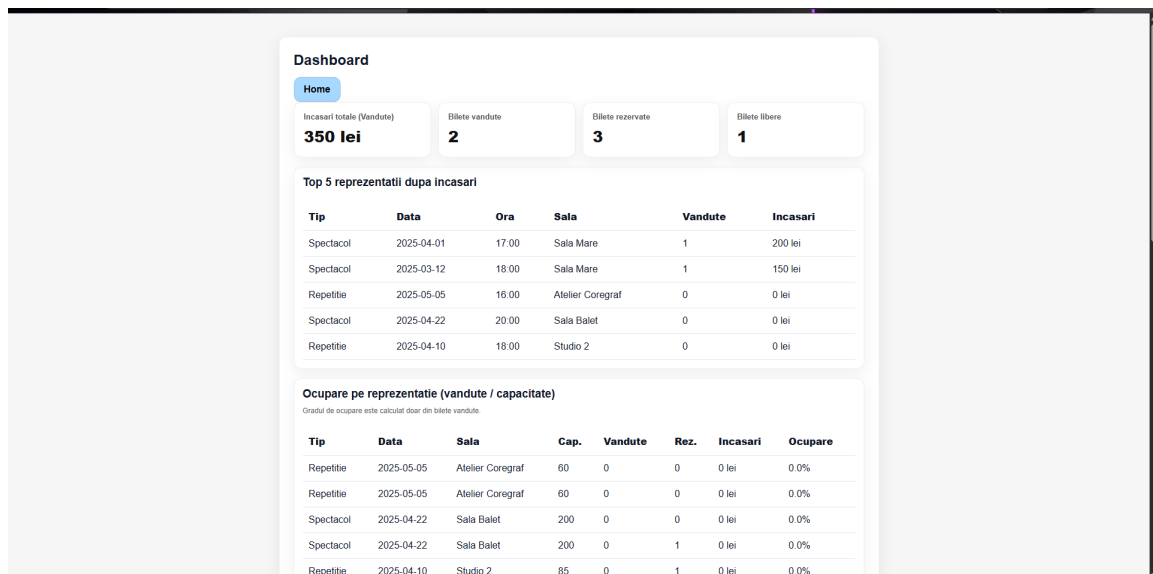 Dashboard
Home
Incasari totale (Vandute) Bilete vandute Bilete rezervate Bilete libere
350 lei 2 3 1
Top 5 reprezentatii dupa incasari
Tip Data Ora Sala Vandute Incasari
Spectacol 2025-04-01 17:00 Sala Mare 1 200 lei
Spectacol 2025-03-12 18:00 Sala Mare 1 150 lei
Repetitie 2025-05-05 16:00 Atelier Coregraf 0 0 lei
Spectacol 2025-04-22 20:00 Sala Balet 0 0 lei
Repetitie 2025-04-10 18:00 Studio 2 0 0 lei
Ocupare pe reprezentatie (vandute / capacitate)
Gradul de ocupare este calculat doar din bilete vandute.
Tip Data Sala Cap. Vandute Rez. Incasari Ocupare
Repetitie 2025-05-05 Atelier Coregraf 60 0 0 0 lei 0.0%
Repetitie 2025-05-05 Atelier Coregraf 60 0 0 0 lei 0.0%
Spectacol 2025-04-22 Sala Balet 200 0 0 0 lei 0.0%
Spectacol 2025-04-22 Sala Balet 200 0 1 0 lei 0.0%
Repetitie 2025-04-10 Studio 2 85 0 1 0 lei 0.0%